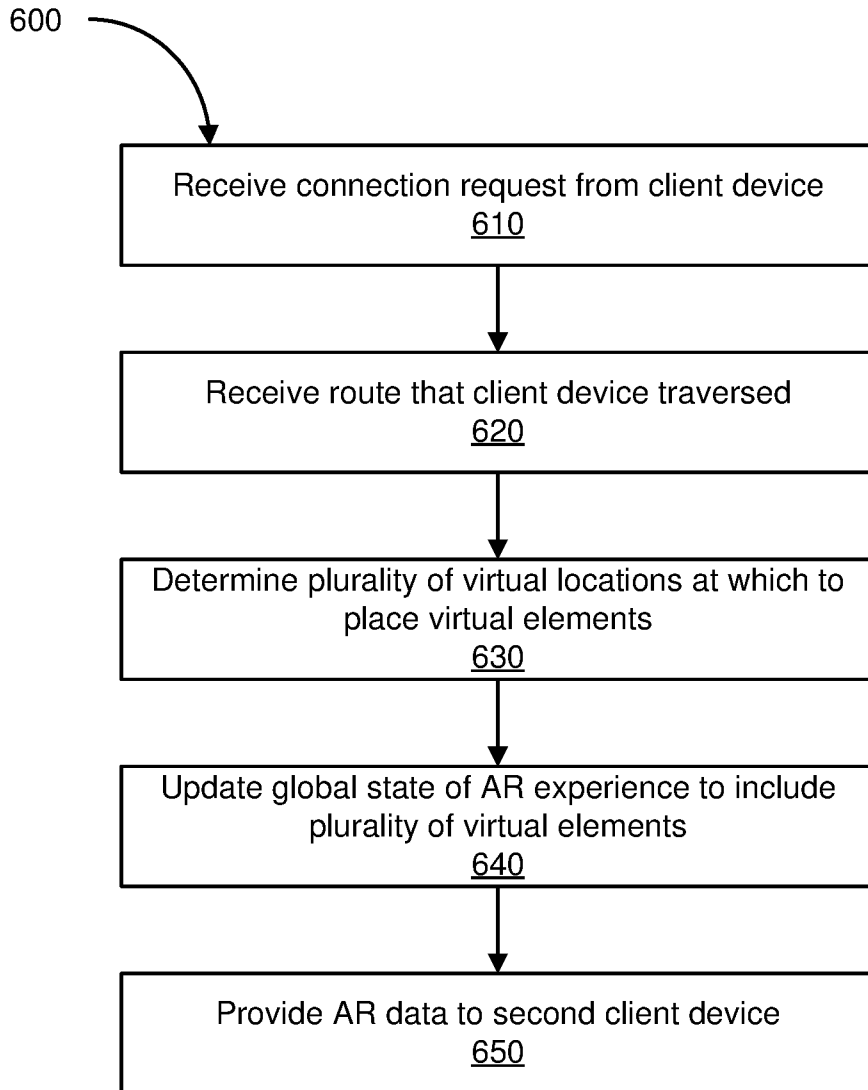 600
Receive connection request from client device
610
Receive route that client device traversed
620
Determine plurality of virtual locations at which to
place virtual elements
630
Update global state of AR experience to include
plurality of virtual elements
640
Provide AR data to second client device
650